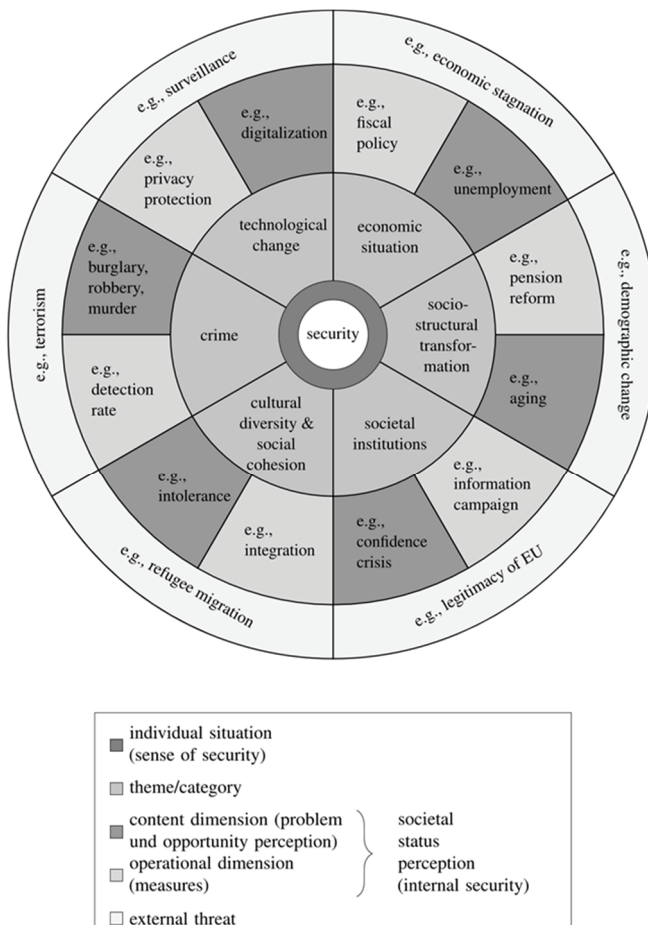 e.g., surveillance
e.g., economic stagnation
e.g.,
digitalization
e.g.,
fiscal
policy
e.g.,
privacy
protection
e.g.,
unemployment
technological
change
economic
situation
e.g.,
burglary,
robbery,
murder
e.g.,
pension
reform
e.g., terrorism
crime
security
socio-
structural
transfor-
mation
e.g., demographic change
e.g.,
detection
rate
e.g.,
aging
cultural
diversity &
social
cohesion
societal
institutions
e.g.,
intolerance
e.g.,
information
campaign
e.g.,
integration
e.g.,
confidence
crisis
e.g., refugee migration
e.g., legitimacy of EU
individual situation
(sense of security)
theme/category
content dimension (problem
und opportunity perception)
operational dimension
(measures)
societal
status
perception
(internal security)
external threat